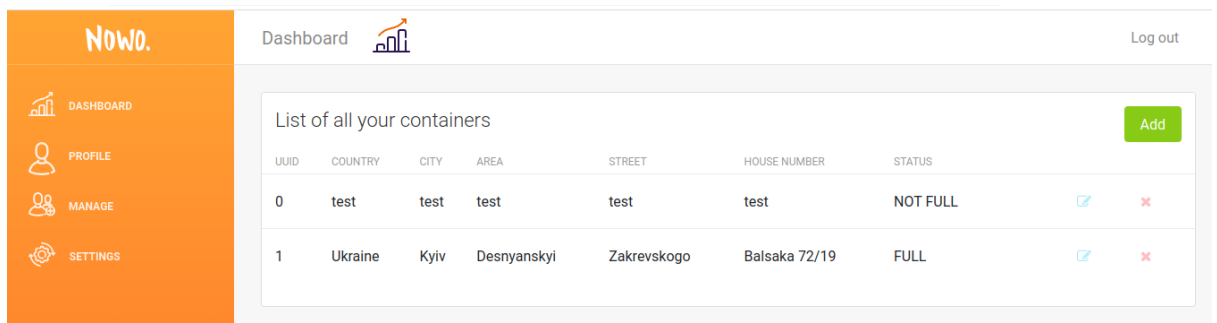 NOWO.
Dashboard
Log out
DASHBOARD
PROFILE
MANAGE
SETTINGS
List of all your containers
Add
UUID COUNTRY CITY AREA STREET HOUSE NUMBER STATUS
0 test test test test test NOT FULL
1 Ukraine Kyiv Desnyanskyi Zakrevskogo Balsaka 72/19 FULL